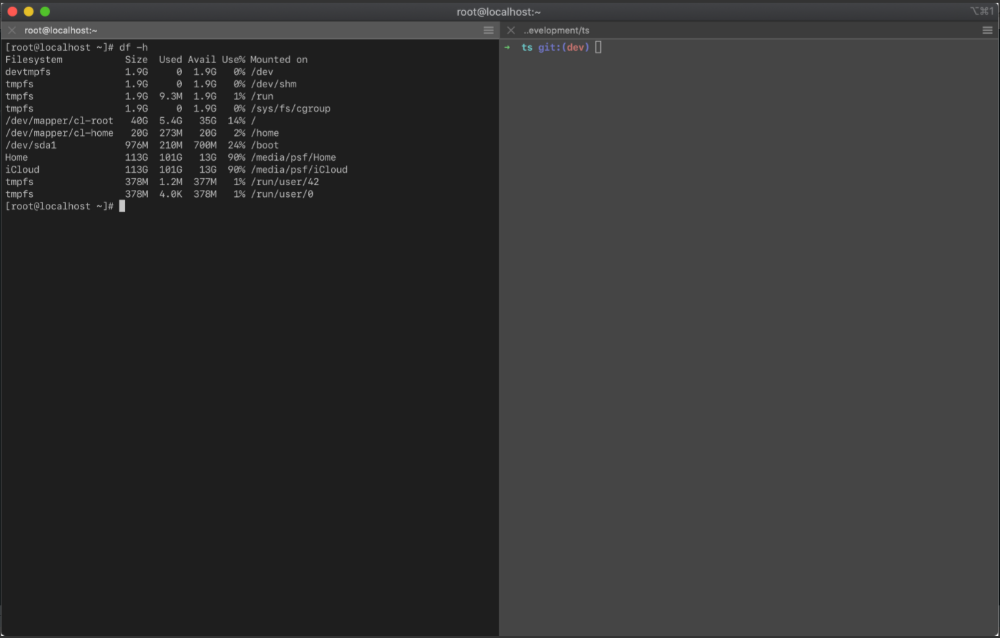 root@localhost:~
⌥⌘1
root@localhost:~
[root@localhost ~]# df -h
Filesystem           Size  Used Avail Use% Mounted on
devtmpfs             1.9G     0  1.9G   0% /dev
tmpfs                1.9G     0  1.9G   0% /dev/shm
tmpfs                1.9G  9.3M  1.9G   1% /run
tmpfs                1.9G     0  1.9G   0% /sys/fs/cgroup
/dev/mapper/cl-root   40G  5.4G   35G  14% /
/dev/mapper/cl-home   20G  273M   20G   2% /home
/dev/sda1            976M  210M  700M  24% /boot
Home                 113G  101G   13G  90% /media/psf/Home
iCloud               113G  101G   13G  90% /media/psf/iCloud
tmpfs                378M  1.2M  377M   1% /run/user/42
tmpfs                378M  4.0K  378M   1% /run/user/0
[root@localhost ~]#
..evelopment/ts
→ ts git:(dev)